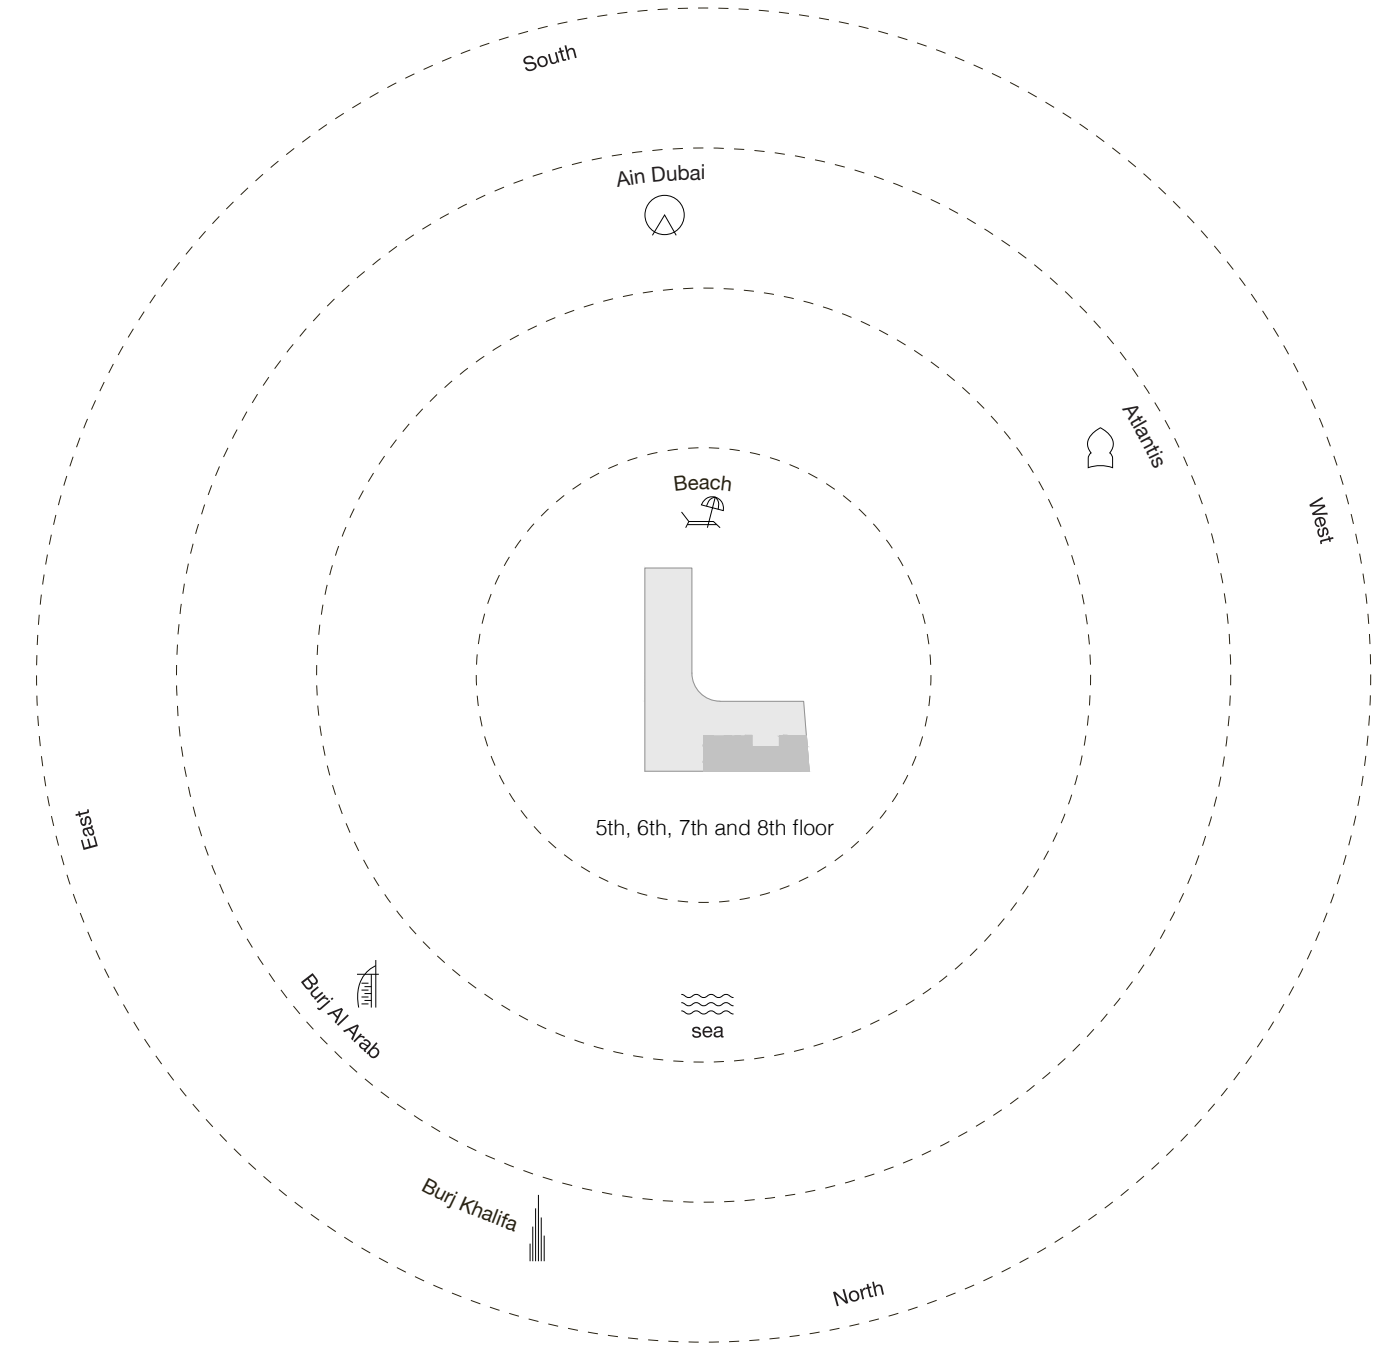 South
Ain Dubai
Atlantis
Beach
West
5th, 6th, 7th and 8th floor
East
Burj Al Arab
sea
Burj Khalifa
North